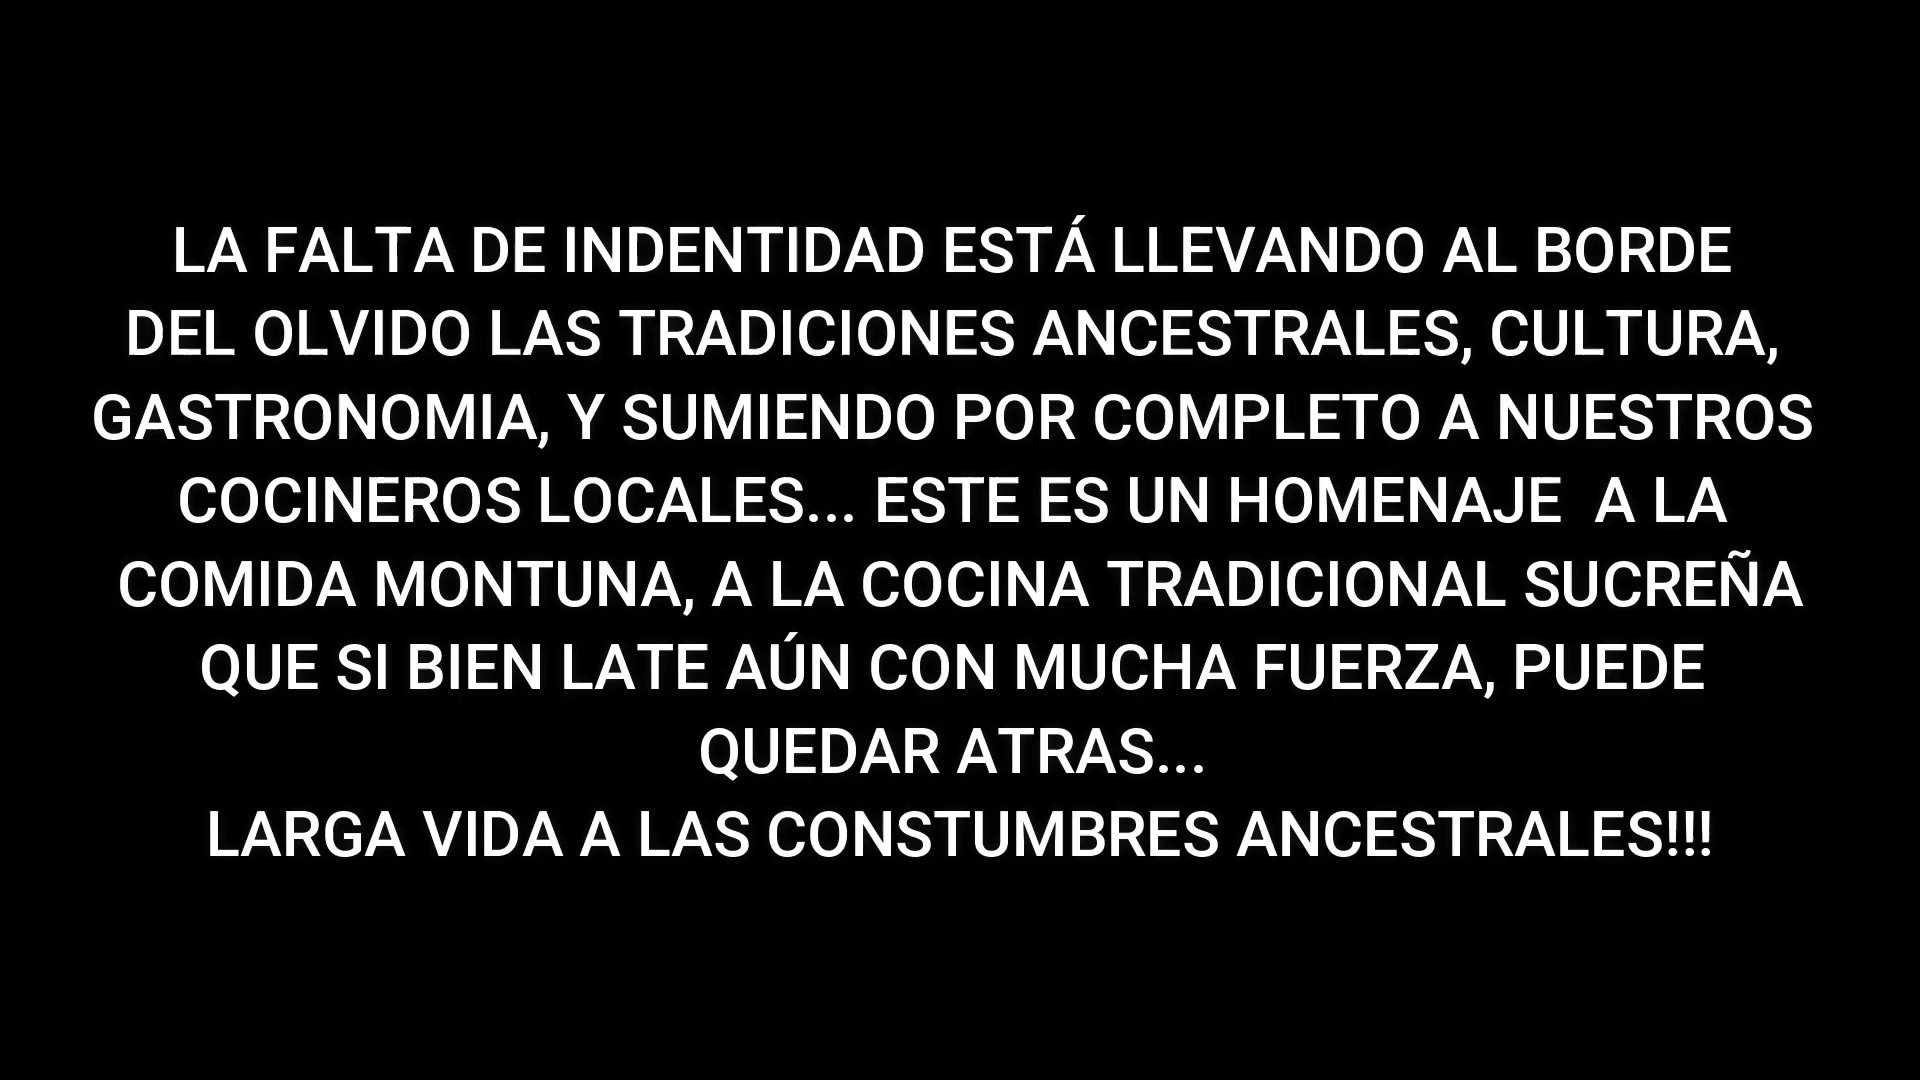 LA FALTA DE INDENTIDAD ESTÁ LLEVANDO AL BORDE
DEL OLVIDO LAS TRADICIONES ANCESTRALES, CULTURA,
GASTRONOMIA, Y SUMIENDO POR COMPLETO A NUESTROS
COCINEROS LOCALES... ESTE ES UN HOMENAJE  A LA
COMIDA MONTUNA, A LA COCINA TRADICIONAL SUCREÑA
QUE SI BIEN LATE AÚN CON MUCHA FUERZA, PUEDE
QUEDAR ATRAS...
LARGA VIDA A LAS CONSTUMBRES ANCESTRALES!!!